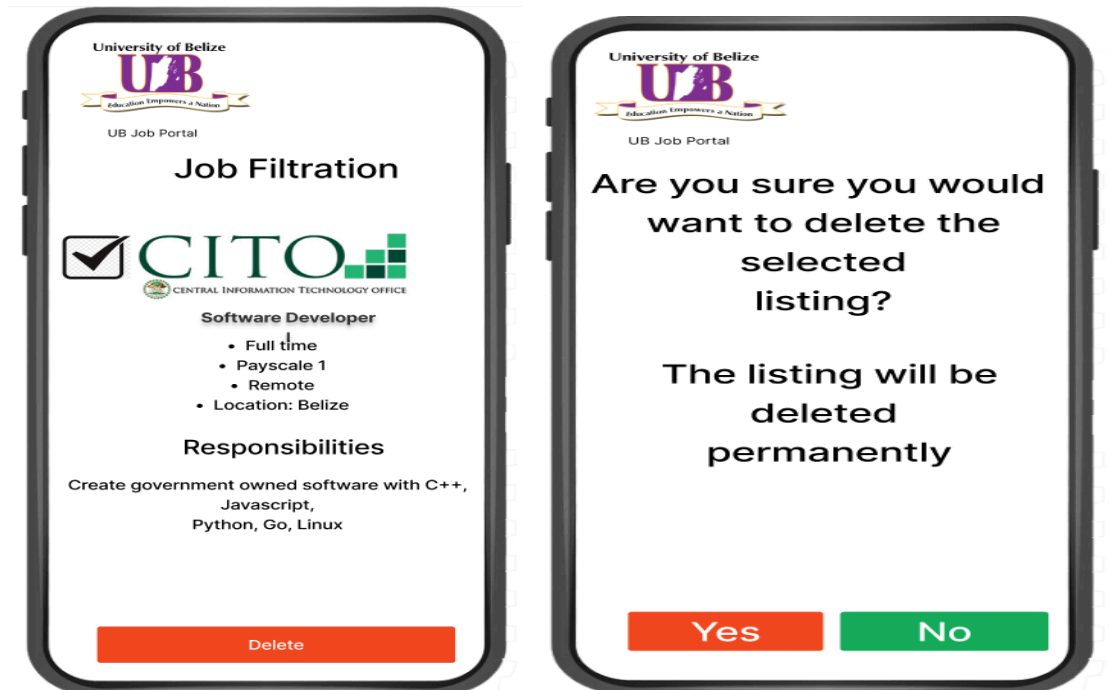 University of Belize
UB
Education Empowers a Nation
UB Job Portal
Job Filtration
CITO
CENTRAL INFORMATION TECHNOLOGY OFFICE
Software Developer
• Full time
• Payscale 1
• Remote
• Location: Belize
Responsibilities
Create government owned software with C++,
Javascript,
Python, Go, Linux
Delete
University of Belize
UB
Education Empowers a Nation
UB Job Portal
Are you sure you would
want to delete the
selected
listing?
The listing will be
deleted
permanently
Yes
No